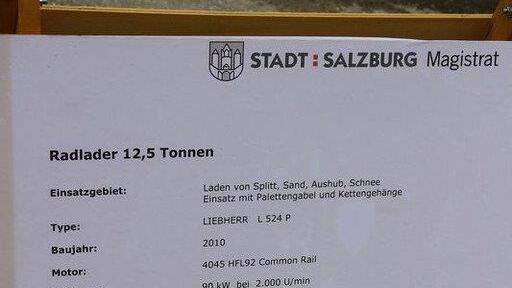 STADT : SALZBURG Magistrat
Radlader 12,5 Tonnen
Einsatzgebiet: Laden von Splitt, Sand, Aushub, Schnee
Einsatz mit Palettengabel und Kettengehänge
Type: LIEBHERR L 524 P
Baujahr: 2010
Motor: 4045 HFL92 Common Rail
90 kW bei 2.000 U/min